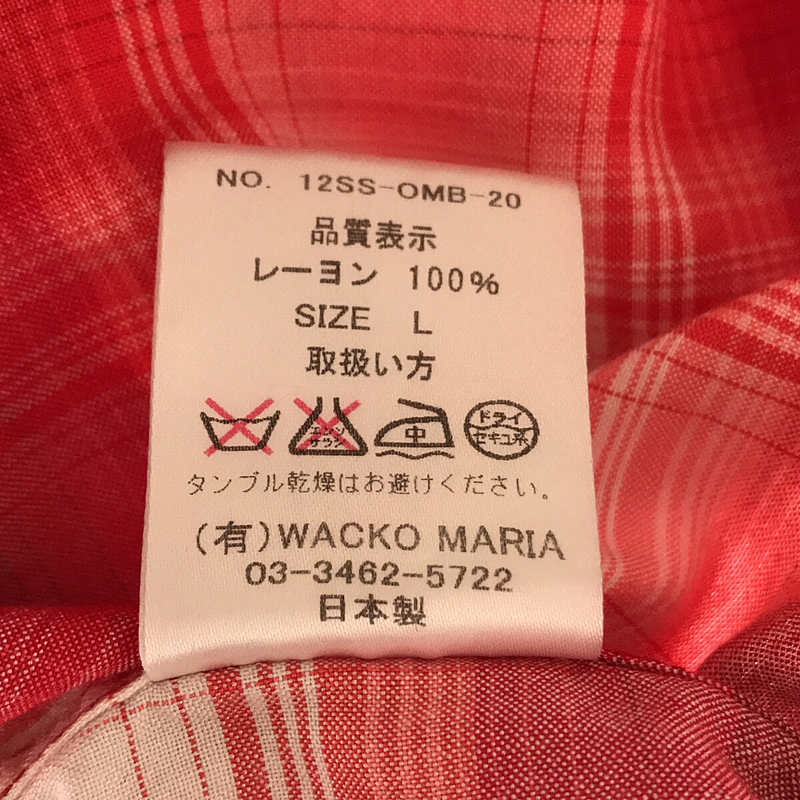 NO. 12SS-OMB-20
品質表示
レーヨン 100%
SIZE L
取扱い方
エンソ 中 ドライ
サラシ セキユ系
タンブル乾燥はお避けください。
(有)WACKO MARIA
03-3462-5722
日本製